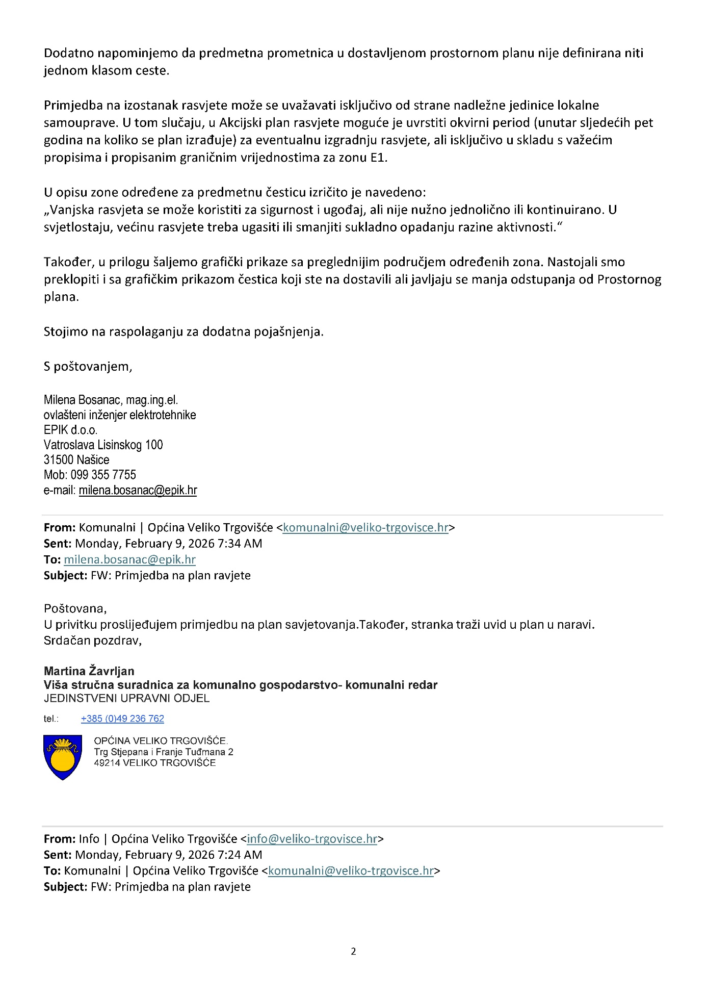 Dodatno napominjemo da predmetna prometnica u dostavljenom prostornom planu nije definirana niti
jednom klasom ceste.
Primjedba na izostanak rasvjete može se uvažavati isključivo od strane nadležne jedinice lokalne
samouprave. U tom slučaju, u Akcijski plan rasvjete moguće je uvrstiti okvirni period (unutar sljedećih pet
godina na koliko se plan izrađuje) za eventualnu izgradnju rasvjete, ali isključivo u skladu s važećim
propisima i propisanim graničnim vrijednostima za zonu E1.
U opisu zone određene za predmetnu česticu izričito je navedeno:
„Vanjska rasvjeta se može koristiti za sigurnost i ugođaj, ali nije nužno jednolično ili kontinuirano. U
svjetlostaju, većinu rasvjete treba ugasiti ili smanjiti sukladno opadanju razine aktivnosti.“
Također, u prilogu šaljemo grafički prikaze sa preglednijim područjem određenih zona. Nastojali smo
preklopiti i sa grafičkim prikazom čestica koji ste na dostavili ali javljaju se manja odstupanja od Prostornog
plana.
Stojimo na raspolaganju za dodatna pojašnjenja.
S poštovanjem,
Milena Bosanac, mag.ing.el.
ovlašteni inženjer elektrotehnike
EPIK d.o.o.
Vatroslava Lisinskog 100
31500 Našice
Mob: 099 355 7755
e-mail: milena.bosanac@epik.hr
From: Komunalni | Općina Veliko Trgovišće <komunalni@veliko-trgovisce.hr>
Sent: Monday, February 9, 2026 7:34 AM
To: milena.bosanac@epik.hr
Subject: FW: Primjedba na plan ravjete
Poštovana,
U privitku proslijeđujem primjedbu na plan savjetovanja.Također, stranka traži uvid u plan u naravi.
Srdačan pozdrav,
Martina Žavrljan
Viša stručna suradnica za komunalno gospodarstvo- komunalni redar
JEDINSTVENI UPRAVNI ODJEL
tel.: +385 (0)49 236 762
OPĆINA VELIKO TRGOVIŠĆE.
Trg Stjepana i Franje Tuđmana 2
49214 VELIKO TRGOVIŠĆE
From: Info | Općina Veliko Trgovišće <info@veliko-trgovisce.hr>
Sent: Monday, February 9, 2026 7:24 AM
To: Komunalni | Općina Veliko Trgovišće <komunalni@veliko-trgovisce.hr>
Subject: FW: Primjedba na plan ravjete
2